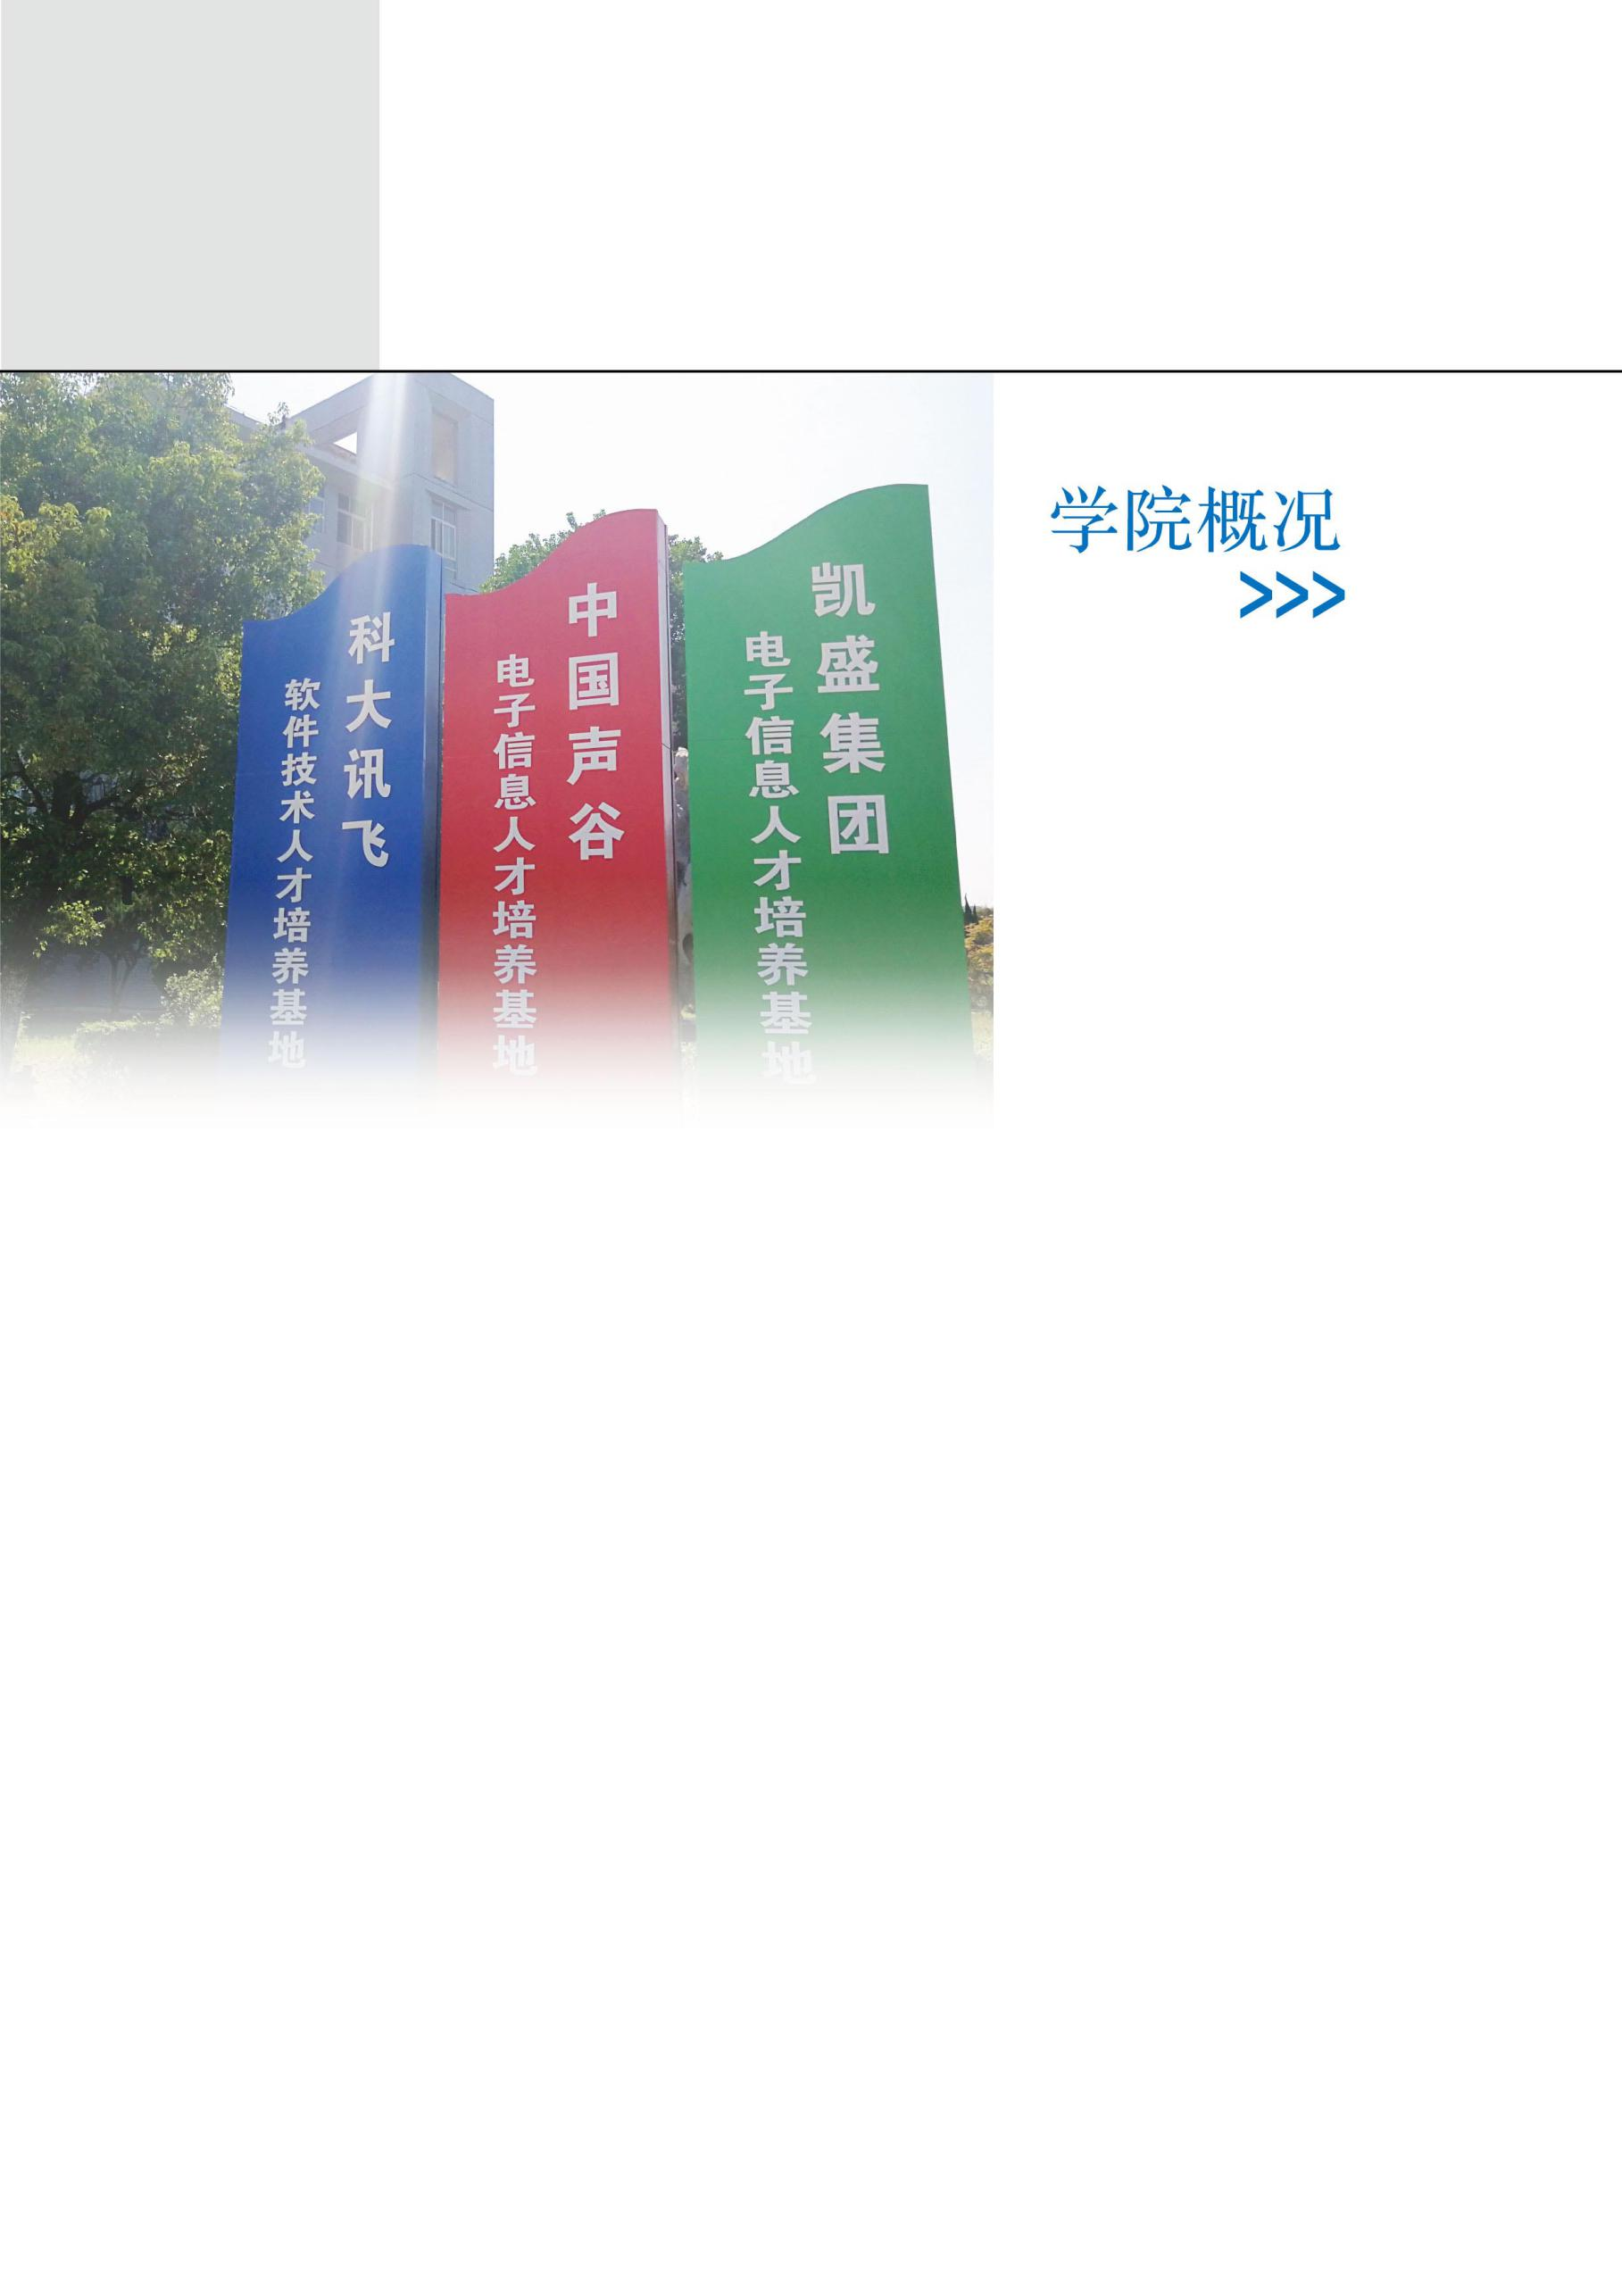 学院概况
>>>
科大讯飞
软件技术人才培养基地
中国声谷
电子信息人才培养基地
凯盛集团
电子信息人才培养基地